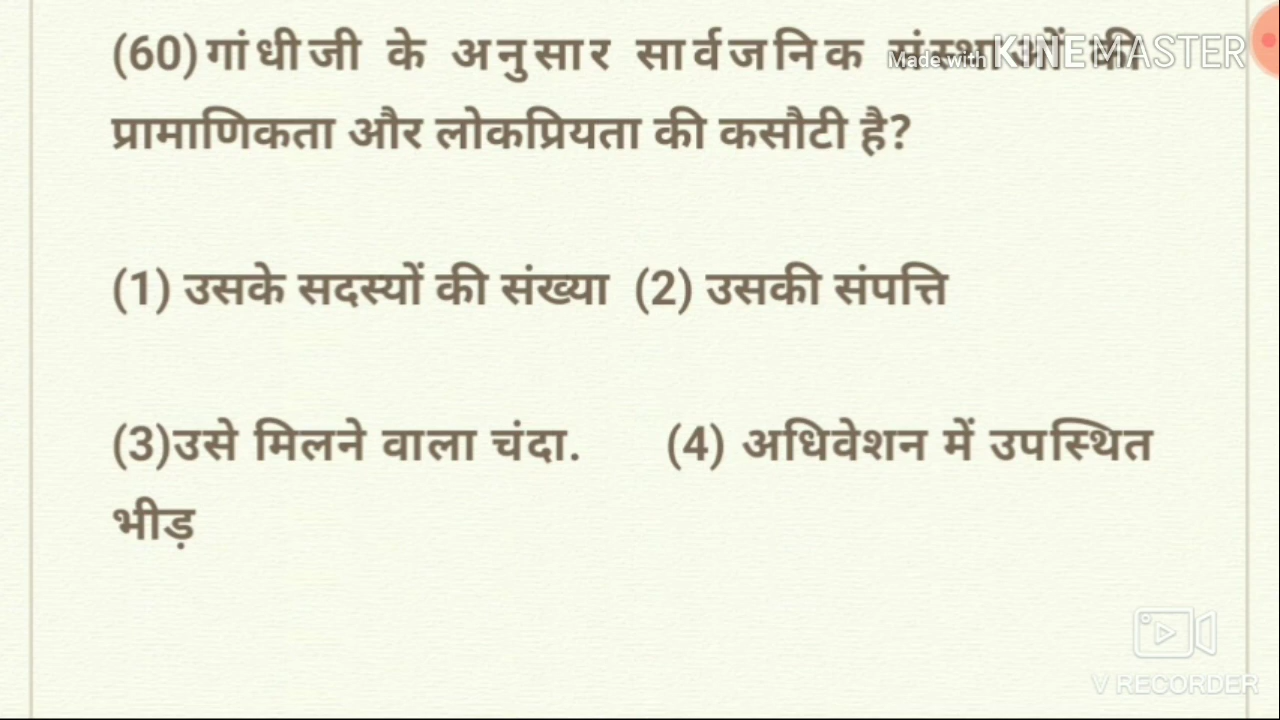 (60) गांधीजी के अनुसार सार्वजनिक संस्थाओं की
Made with KINEMASTER
प्रामाणिकता और लोकप्रियता की कसौटी है?
(1) उसके सदस्यों की संख्या (2) उसकी संपत्ति
(3)उसे मिलने वाला चंदा. (4) अधिवेशन में उपस्थित
भीड़
V RECORDER